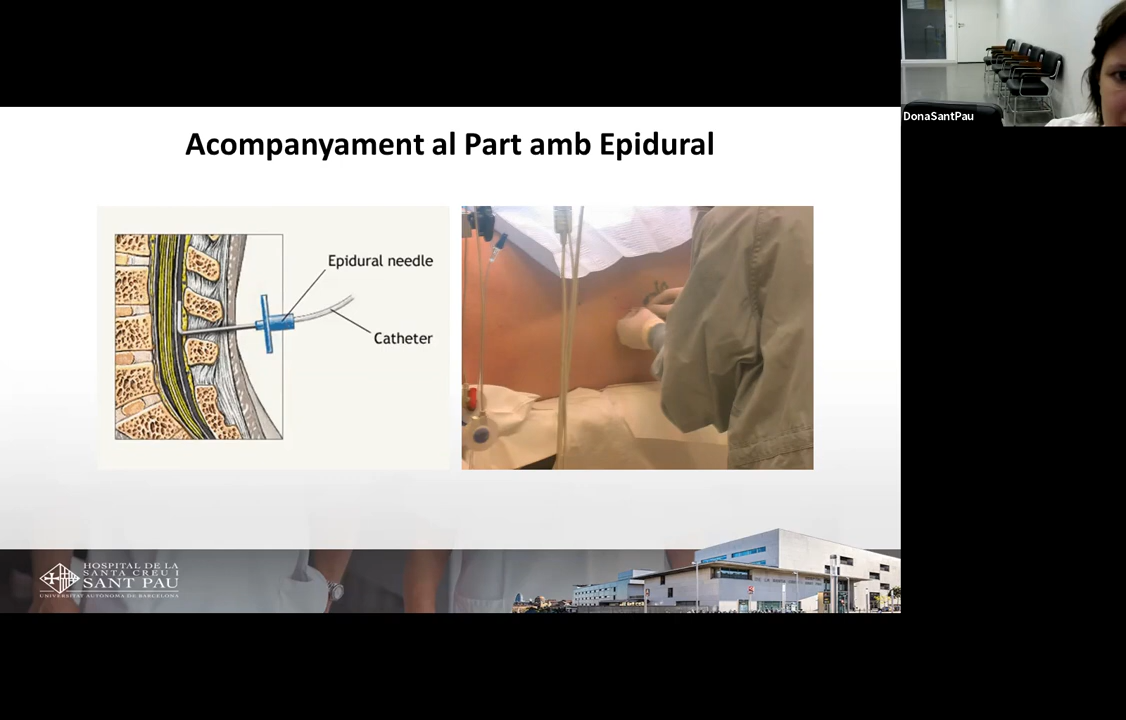 Acompanyament al Part amb Epidural
Epidural needle
Catheter
DonaSantPau
HOSPITAL DE LA
SANTA CREU I
SANT PAU
UNIVERSITAT AUTÒNOMA DE BARCELONA